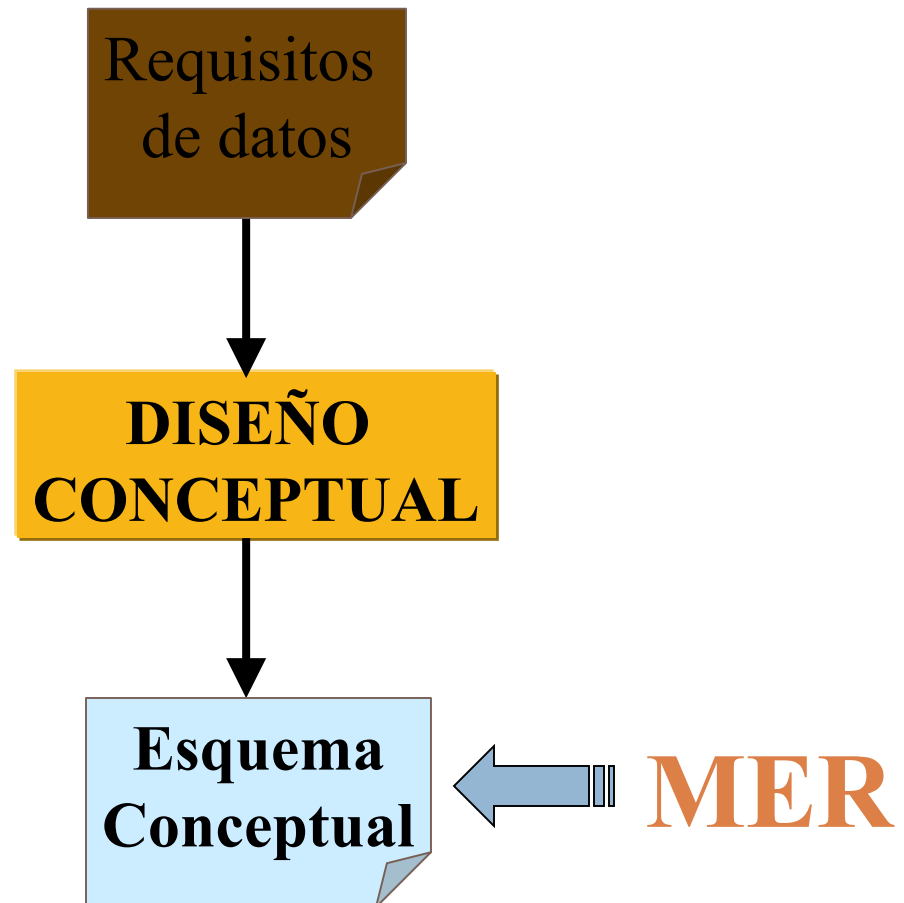 Requisitos
de datos
DISEÑO
CONCEPTUAL
Esquema
Conceptual
MER